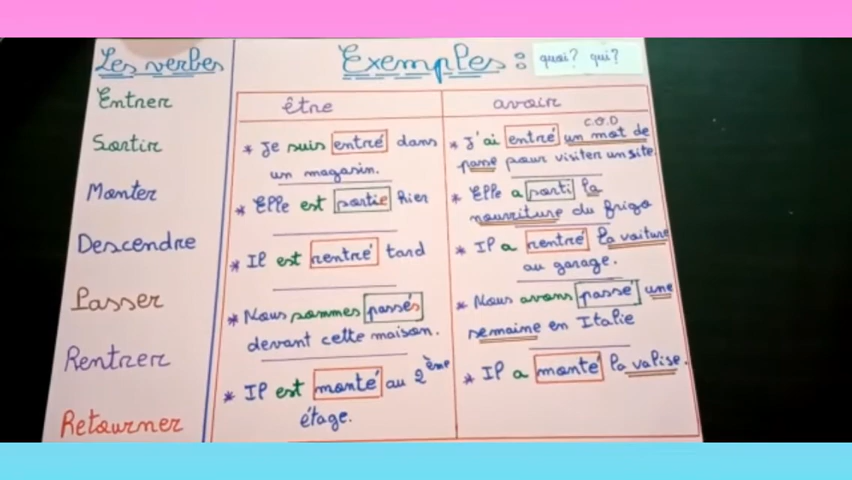 Les verbes
Entrer
Sortir
Monter
Descendre
Passer
Rentrer
Retourner
Exemples : quoi? qui?
être
* Je suis entré dans
un magasin.
* Elle est sortie hier
* Il est rentré tard
* Nous sommes passés
devant cette maison.
* Il est monté au 2ème
étage.
avoir
C.O.D
* J'ai entré un mot de
passe pour visiter un site.
* Elle a sorti la
nourriture du frigo
* Il a rentré la voiture
au garage.
* Nous avons passé une
semaine en Italie
* Il a monté la valise.